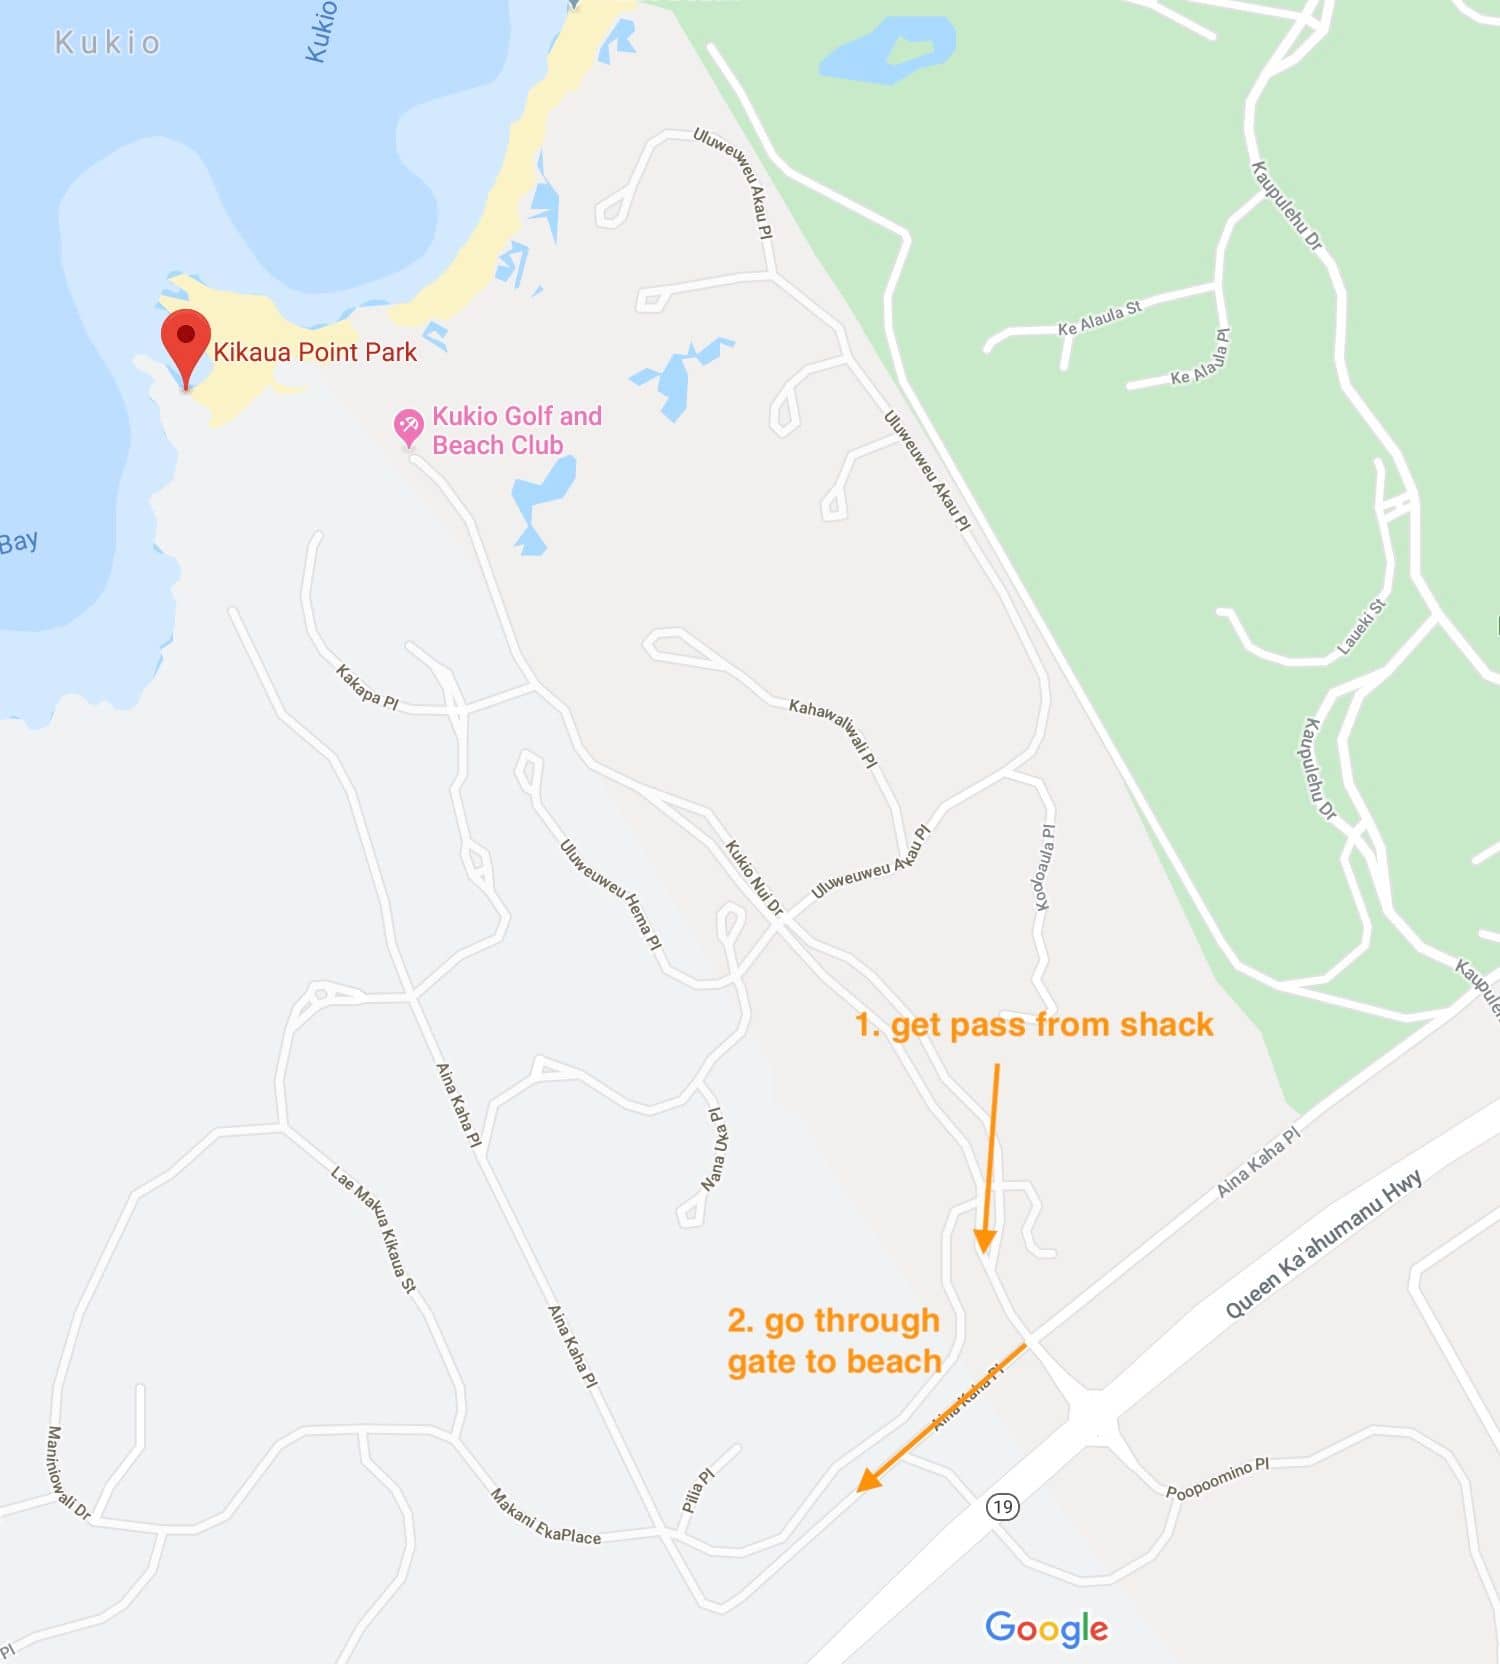 Kukio
Kukio
Uluweuweu Akau Pl
Kaupulehu Dr
Ke Alaula St
Ke Alaula Pl
Kikaua Point Park
Kukio Golf and
Beach Club
Uluweuweu Akau Pl
Bay
Laueki St
Kakapa Pl
Kahawaliwali Pl
Kaupulehu Dr
Uluweuweu Hema Pl
Kukio Nui Dr
Uluweuweu Akau Pl
Kooloaula Pl
1. get pass from shack
Aina Kaha Pl
Nana Uka Pl
Aina Kaha Pl
Lae Makua Kikaua St
Queen Ka'ahumanu Hwy
2. go through
gate to beach
Aina Kaha Pl
Aina Kaha Pl
Maniniowali Dr
Pilia Pl
Makani EkaPlace
Poopoomino Pl
19
Pl
Google